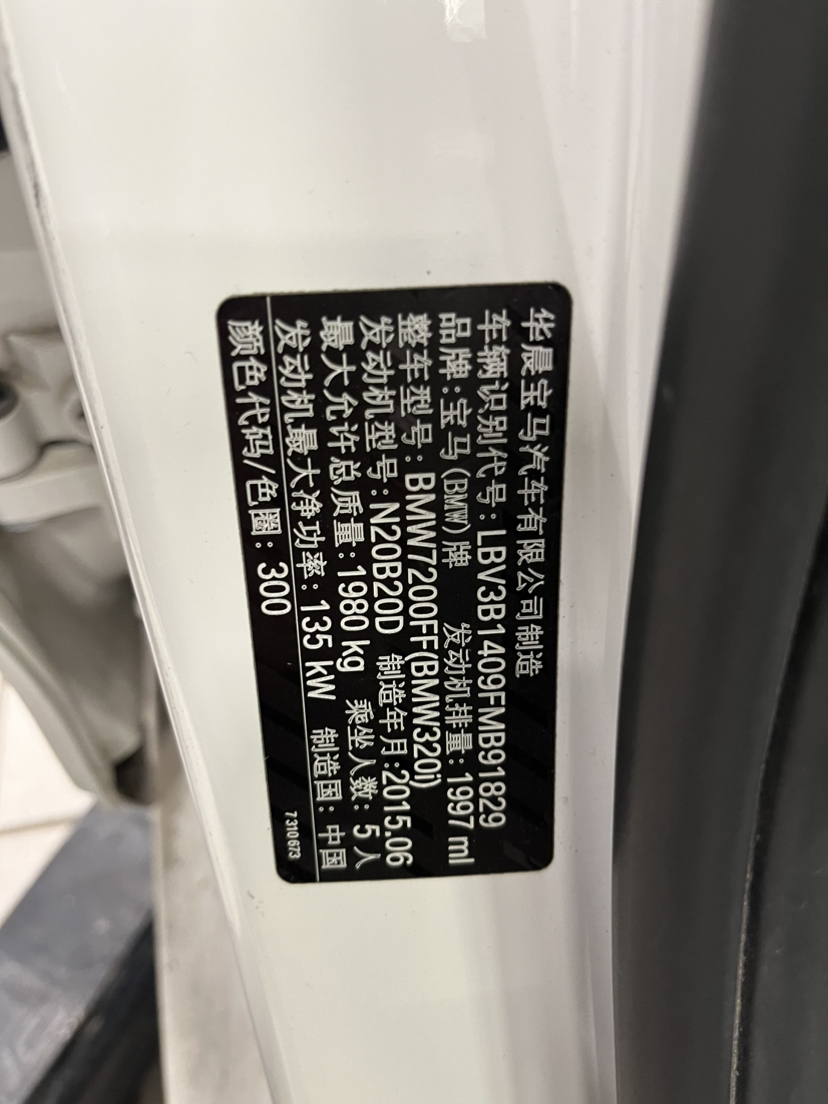 华晨宝马汽车有限公司制造
车辆识别代号:LBV3B1409FMB91829
品牌:宝马(BMW)牌 发动机排量:1997 ml
整车型号:BMW7200FF(BMW320i)
发动机型号:N20B20D 制造年月:2015.06
最大允许总质量:1980 kg 乘坐人数: 5人
发动机最大净功率:135 kW 制造国: 中国
颜色代码/色圈: 300 7310673